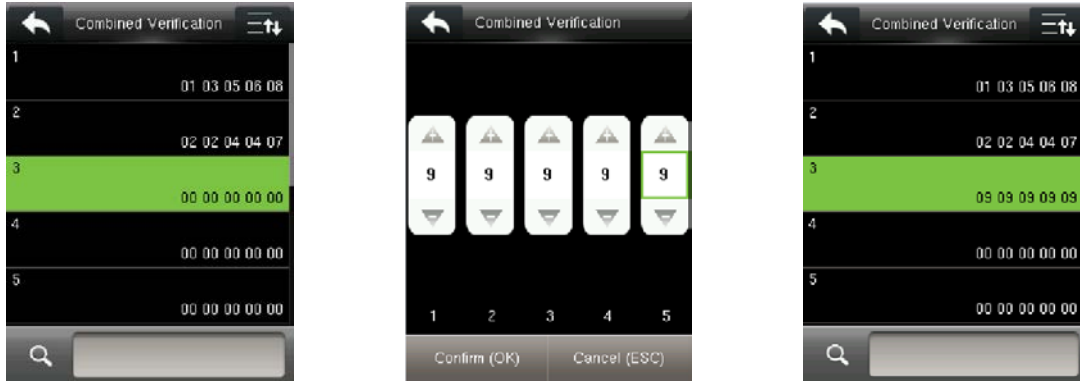 Combined Verification
1
01 03 05 06 08
2
02 02 04 04 07
3
00 00 00 00 00
4
00 00 00 00 00
5
00 00 00 00 00
Combined Verification
9 9 9 9 9
1 2 3 4 5
Confirm (OK) Cancel (ESC)
Combined Verification
1
01 03 05 06 08
2
02 02 04 04 07
3
09 09 09 09 09
4
00 00 00 00 00
5
00 00 00 00 00